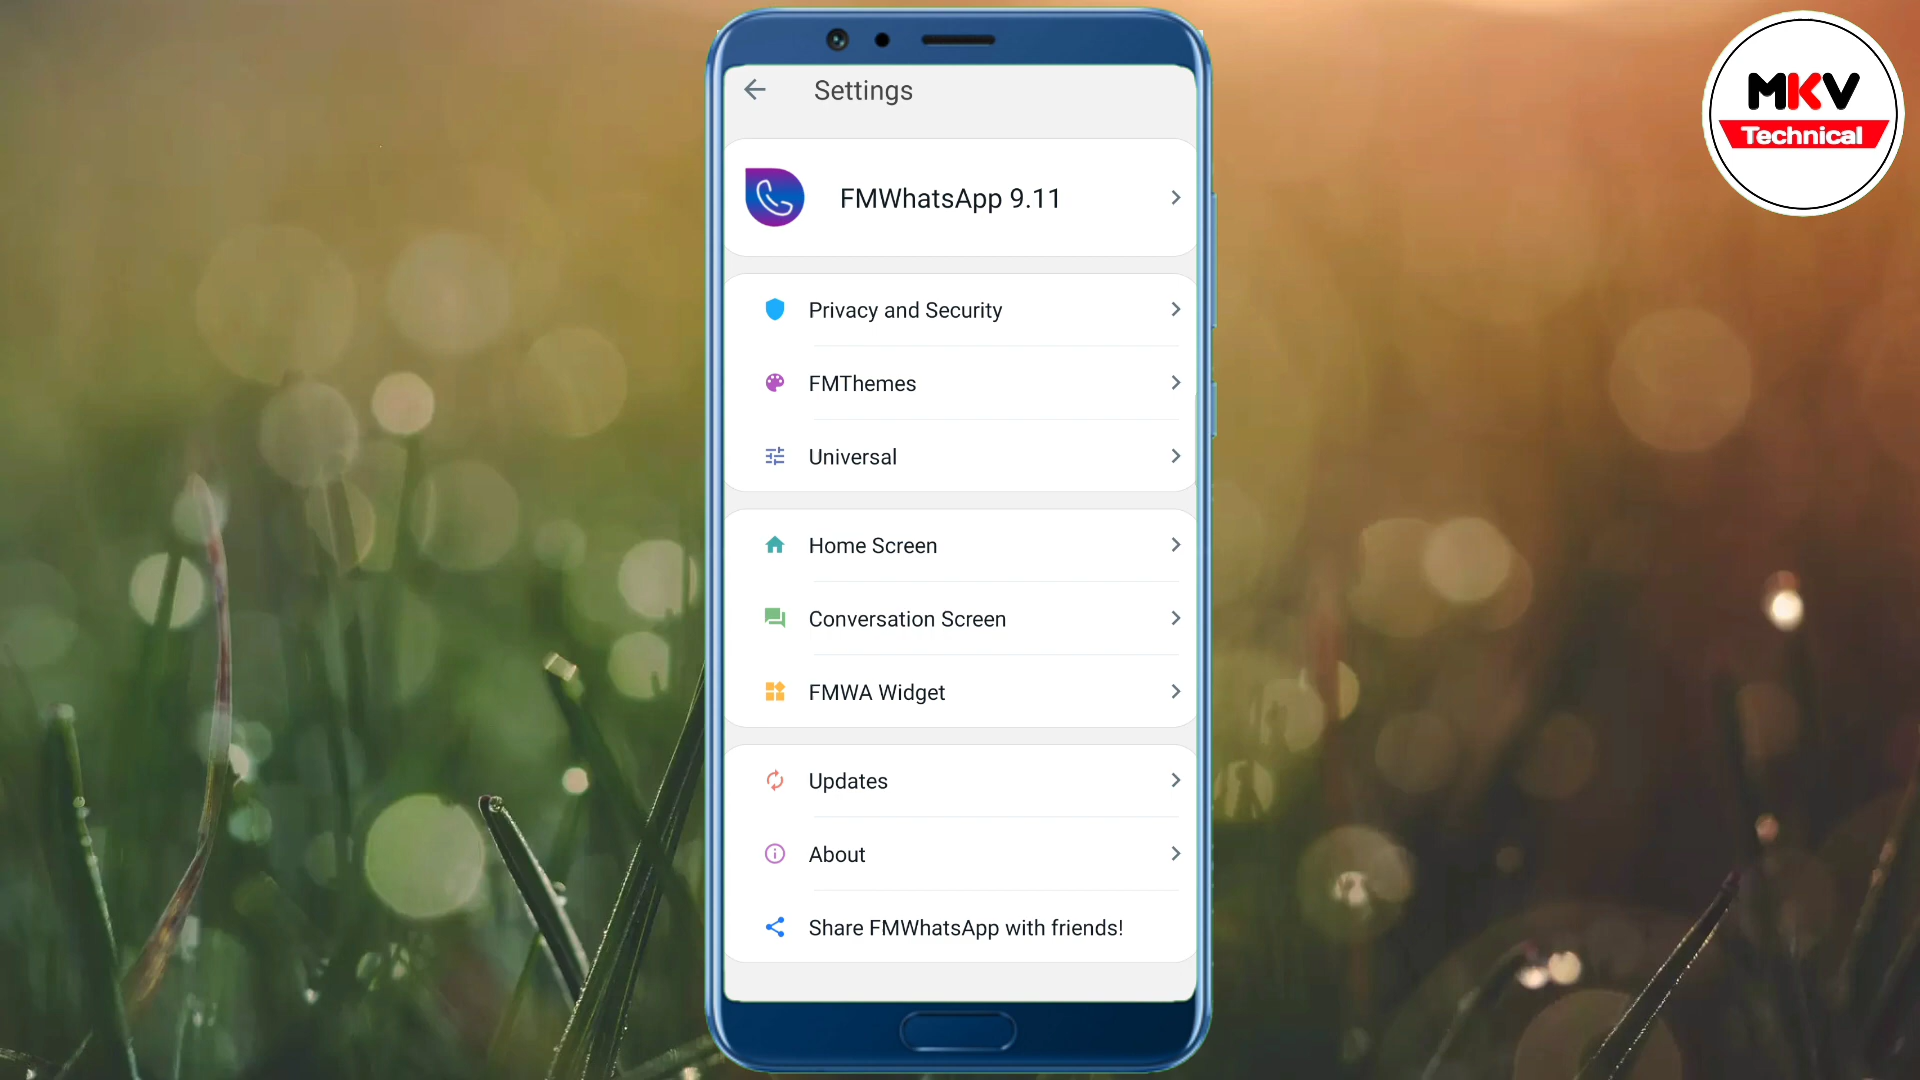 Settings
FMWhatsApp 9.11
Privacy and Security
FMThemes
Universal
Home Screen
Conversation Screen
FMWA Widget
Updates
About
Share FMWhatsApp with friends!
MKV
Technical